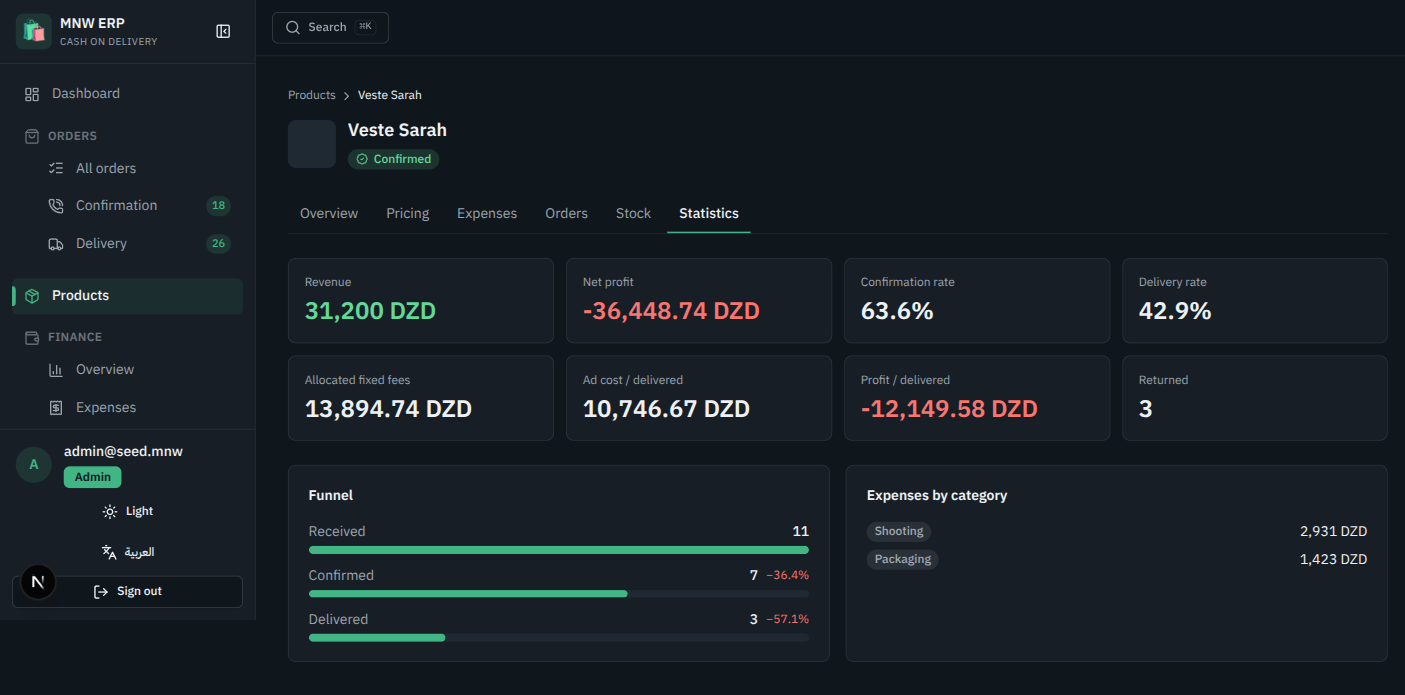 MNW ERP
CASH ON DELIVERY
Search ⌘K
Dashboard
ORDERS
All orders
Confirmation 18
Delivery 26
Products
FINANCE
Overview
Expenses
A
admin@seed.mnw
Admin
Light
العربية
N
Sign out
Products > Veste Sarah
Veste Sarah
Confirmed
Overview Pricing Expenses Orders Stock Statistics
Revenue
31,200 DZD
Net profit
-36,448.74 DZD
Confirmation rate
63.6%
Delivery rate
42.9%
Allocated fixed fees
13,894.74 DZD
Ad cost / delivered
10,746.67 DZD
Profit / delivered
-12,149.58 DZD
Returned
3
Funnel
Received 11
Confirmed 7 −36.4%
Delivered 3 −57.1%
Expenses by category
Shooting 2,931 DZD
Packaging 1,423 DZD